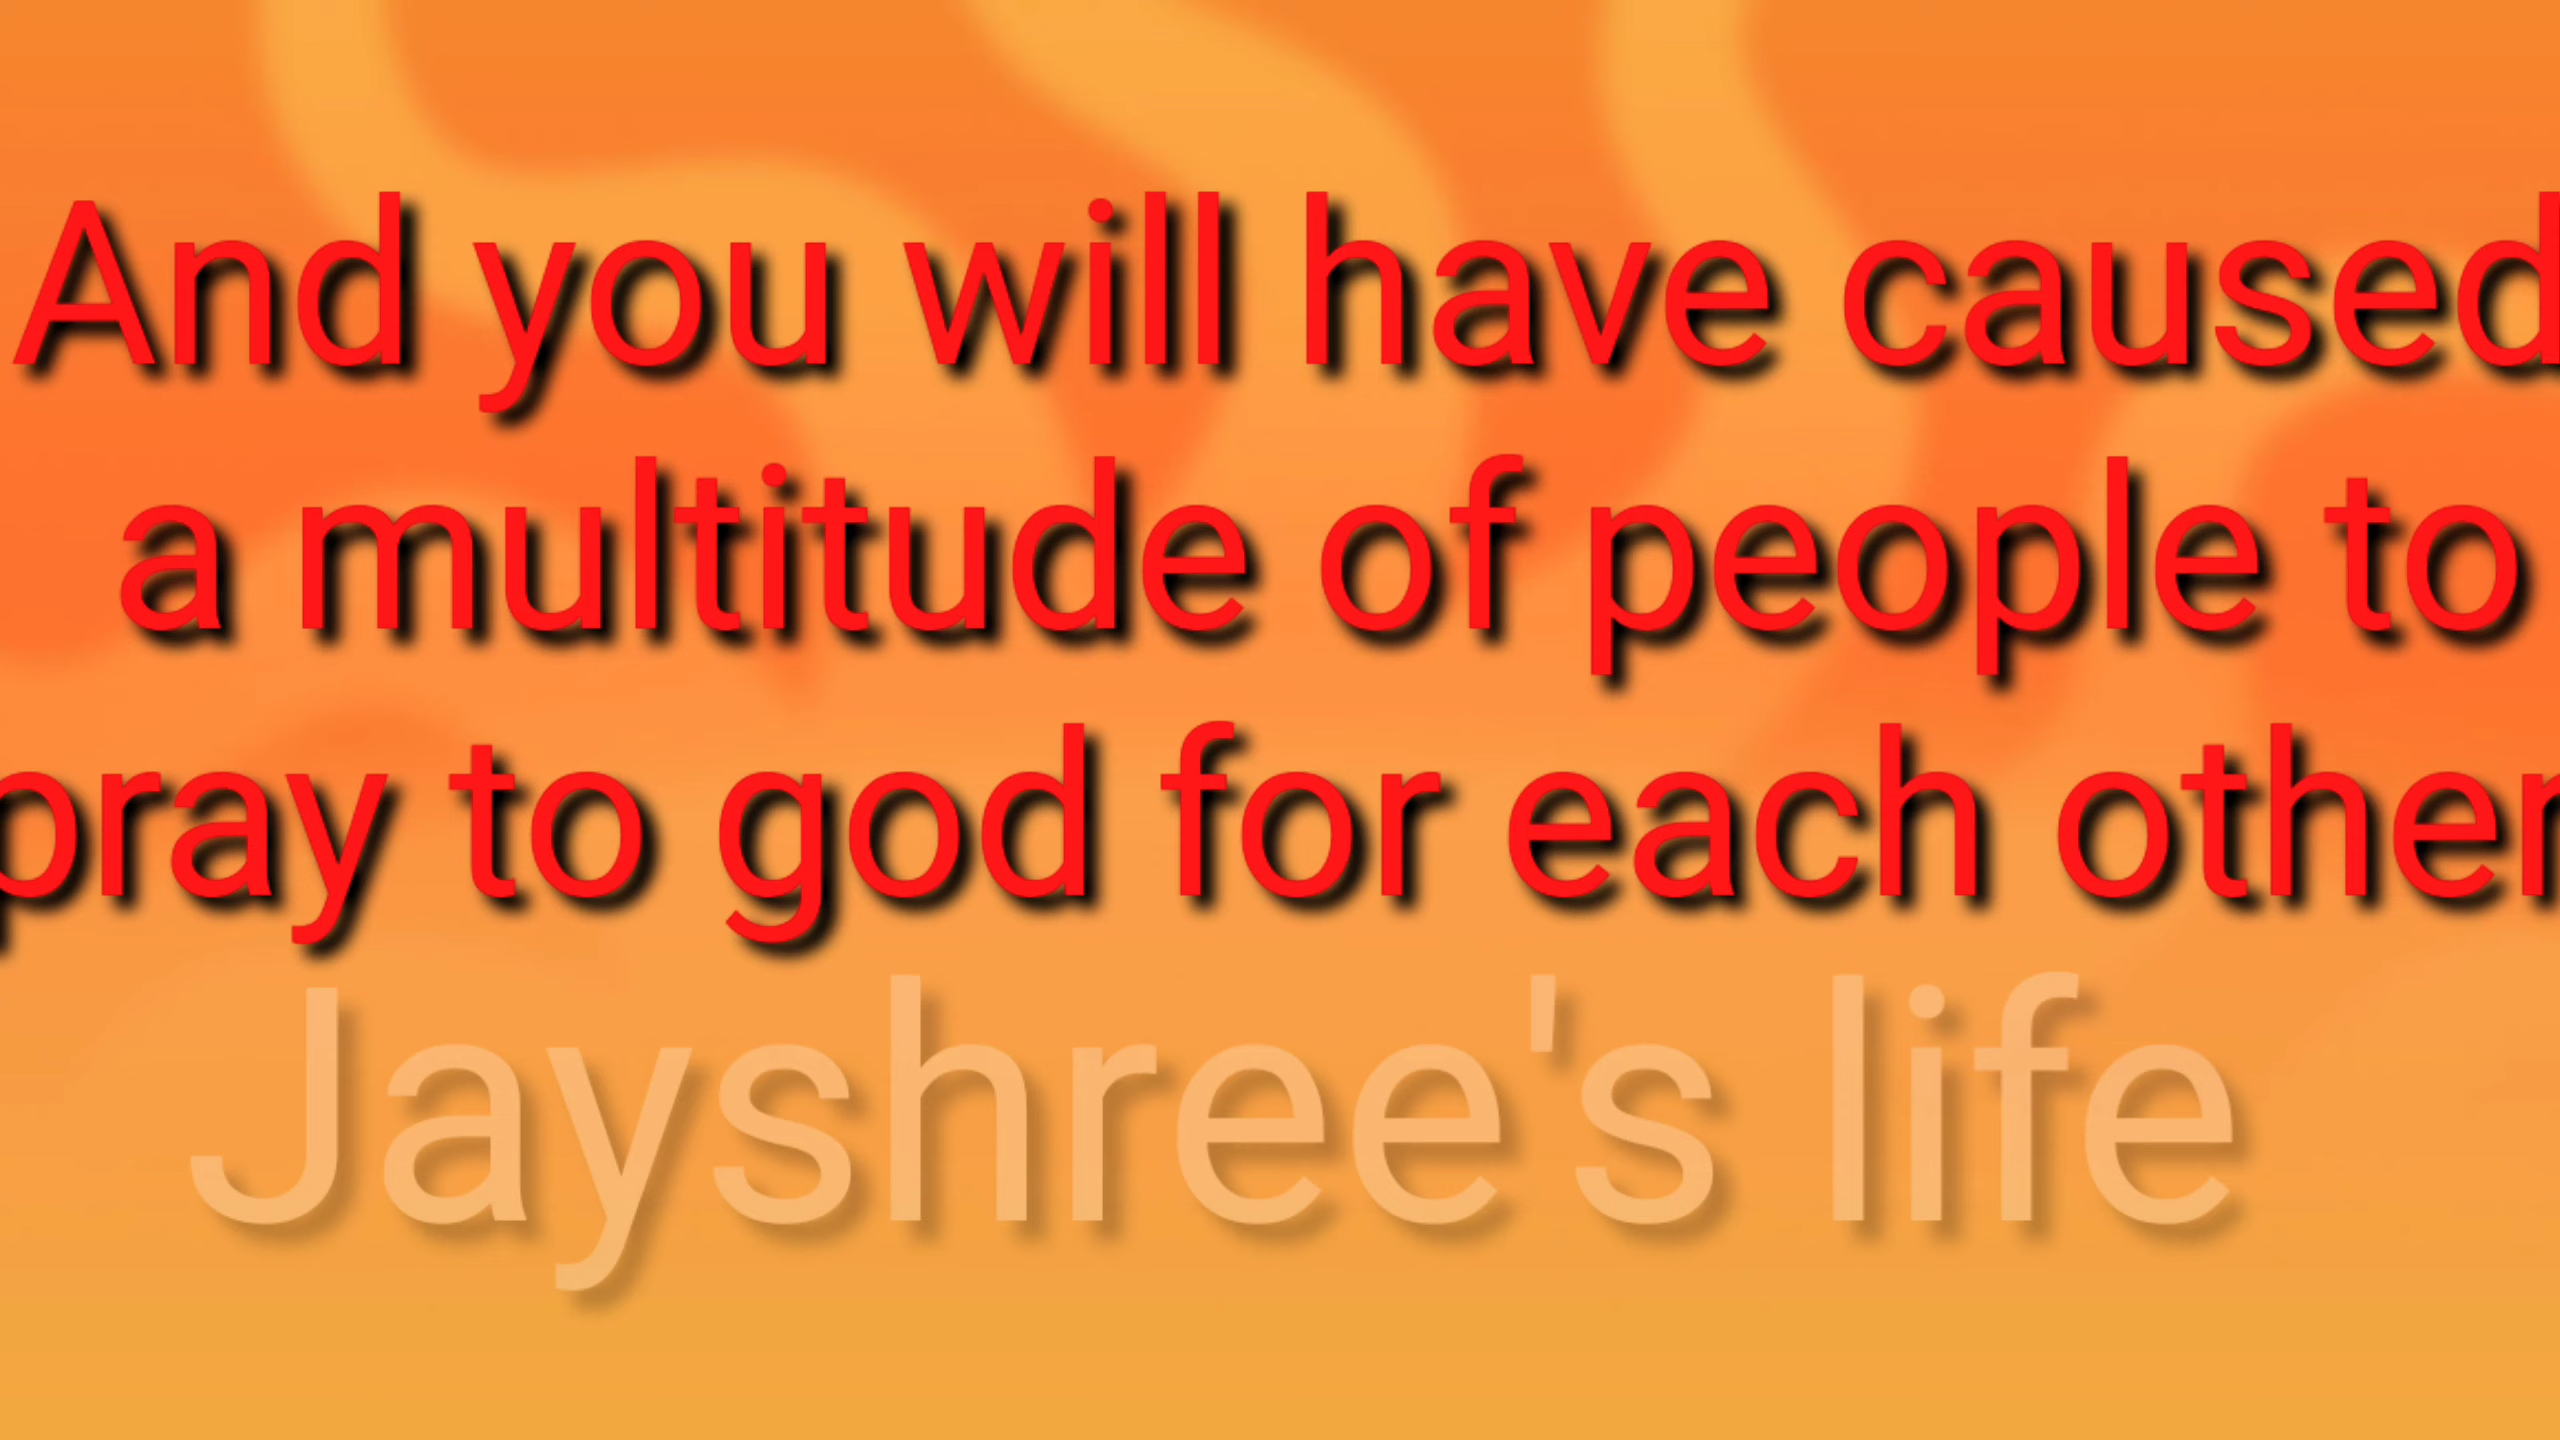 And you will have caused
a multitude of people to
pray to god for each other
Jayshree's life